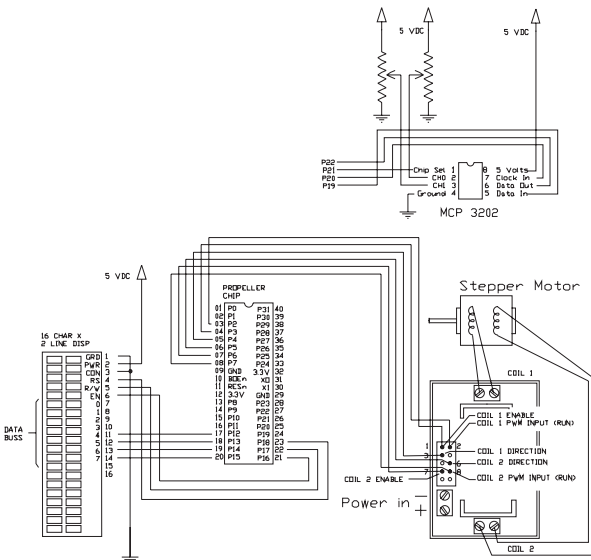 5 VDC
5 VDC
P22
P21
P20
P19
Chip Sel 1 8 5 Volts
CH0 2 7 Clock In
CH1 3 6 Data Out
Ground 4 5 Data In
MCP 3202
5 VDC
PROPELLER
CHIP
01 P0 P31 40
02 P1 P30 39
03 P2 P29 38
04 P3 P28 37
05 P4 P27 36
06 P5 P26 35
07 P6 P25 34
08 P7 P24 33
09 GND 3.3V 32
10 BOEn XO 31
11 RESn XI 30
12 3.3V GND 29
13 P8 P23 28
14 P9 P22 27
15 P10 P21 26
16 P11 P20 25
17 P12 P19 24
18 P13 P18 23
19 P14 P17 22
20 P15 P16 21
16 CHAR X
2 LINE DISP
GRD 1
PWR 2
CON 3
RS 4
R/W 5
EN 6
0 7
1 8
2 9
3 10
4 11
5 12
6 13
7 14
15
16
DATA
BUSS
Stepper Motor
COIL 1
COIL 1 ENABLE
COIL 1 PWM INPUT (RUN)
1 2
COIL 1 DIRECTION
3
COIL 2 DIRECTION
6
7 8
COIL 2 PWM INPUT (RUN)
COIL 2 ENABLE
Power in
− +
COIL 2